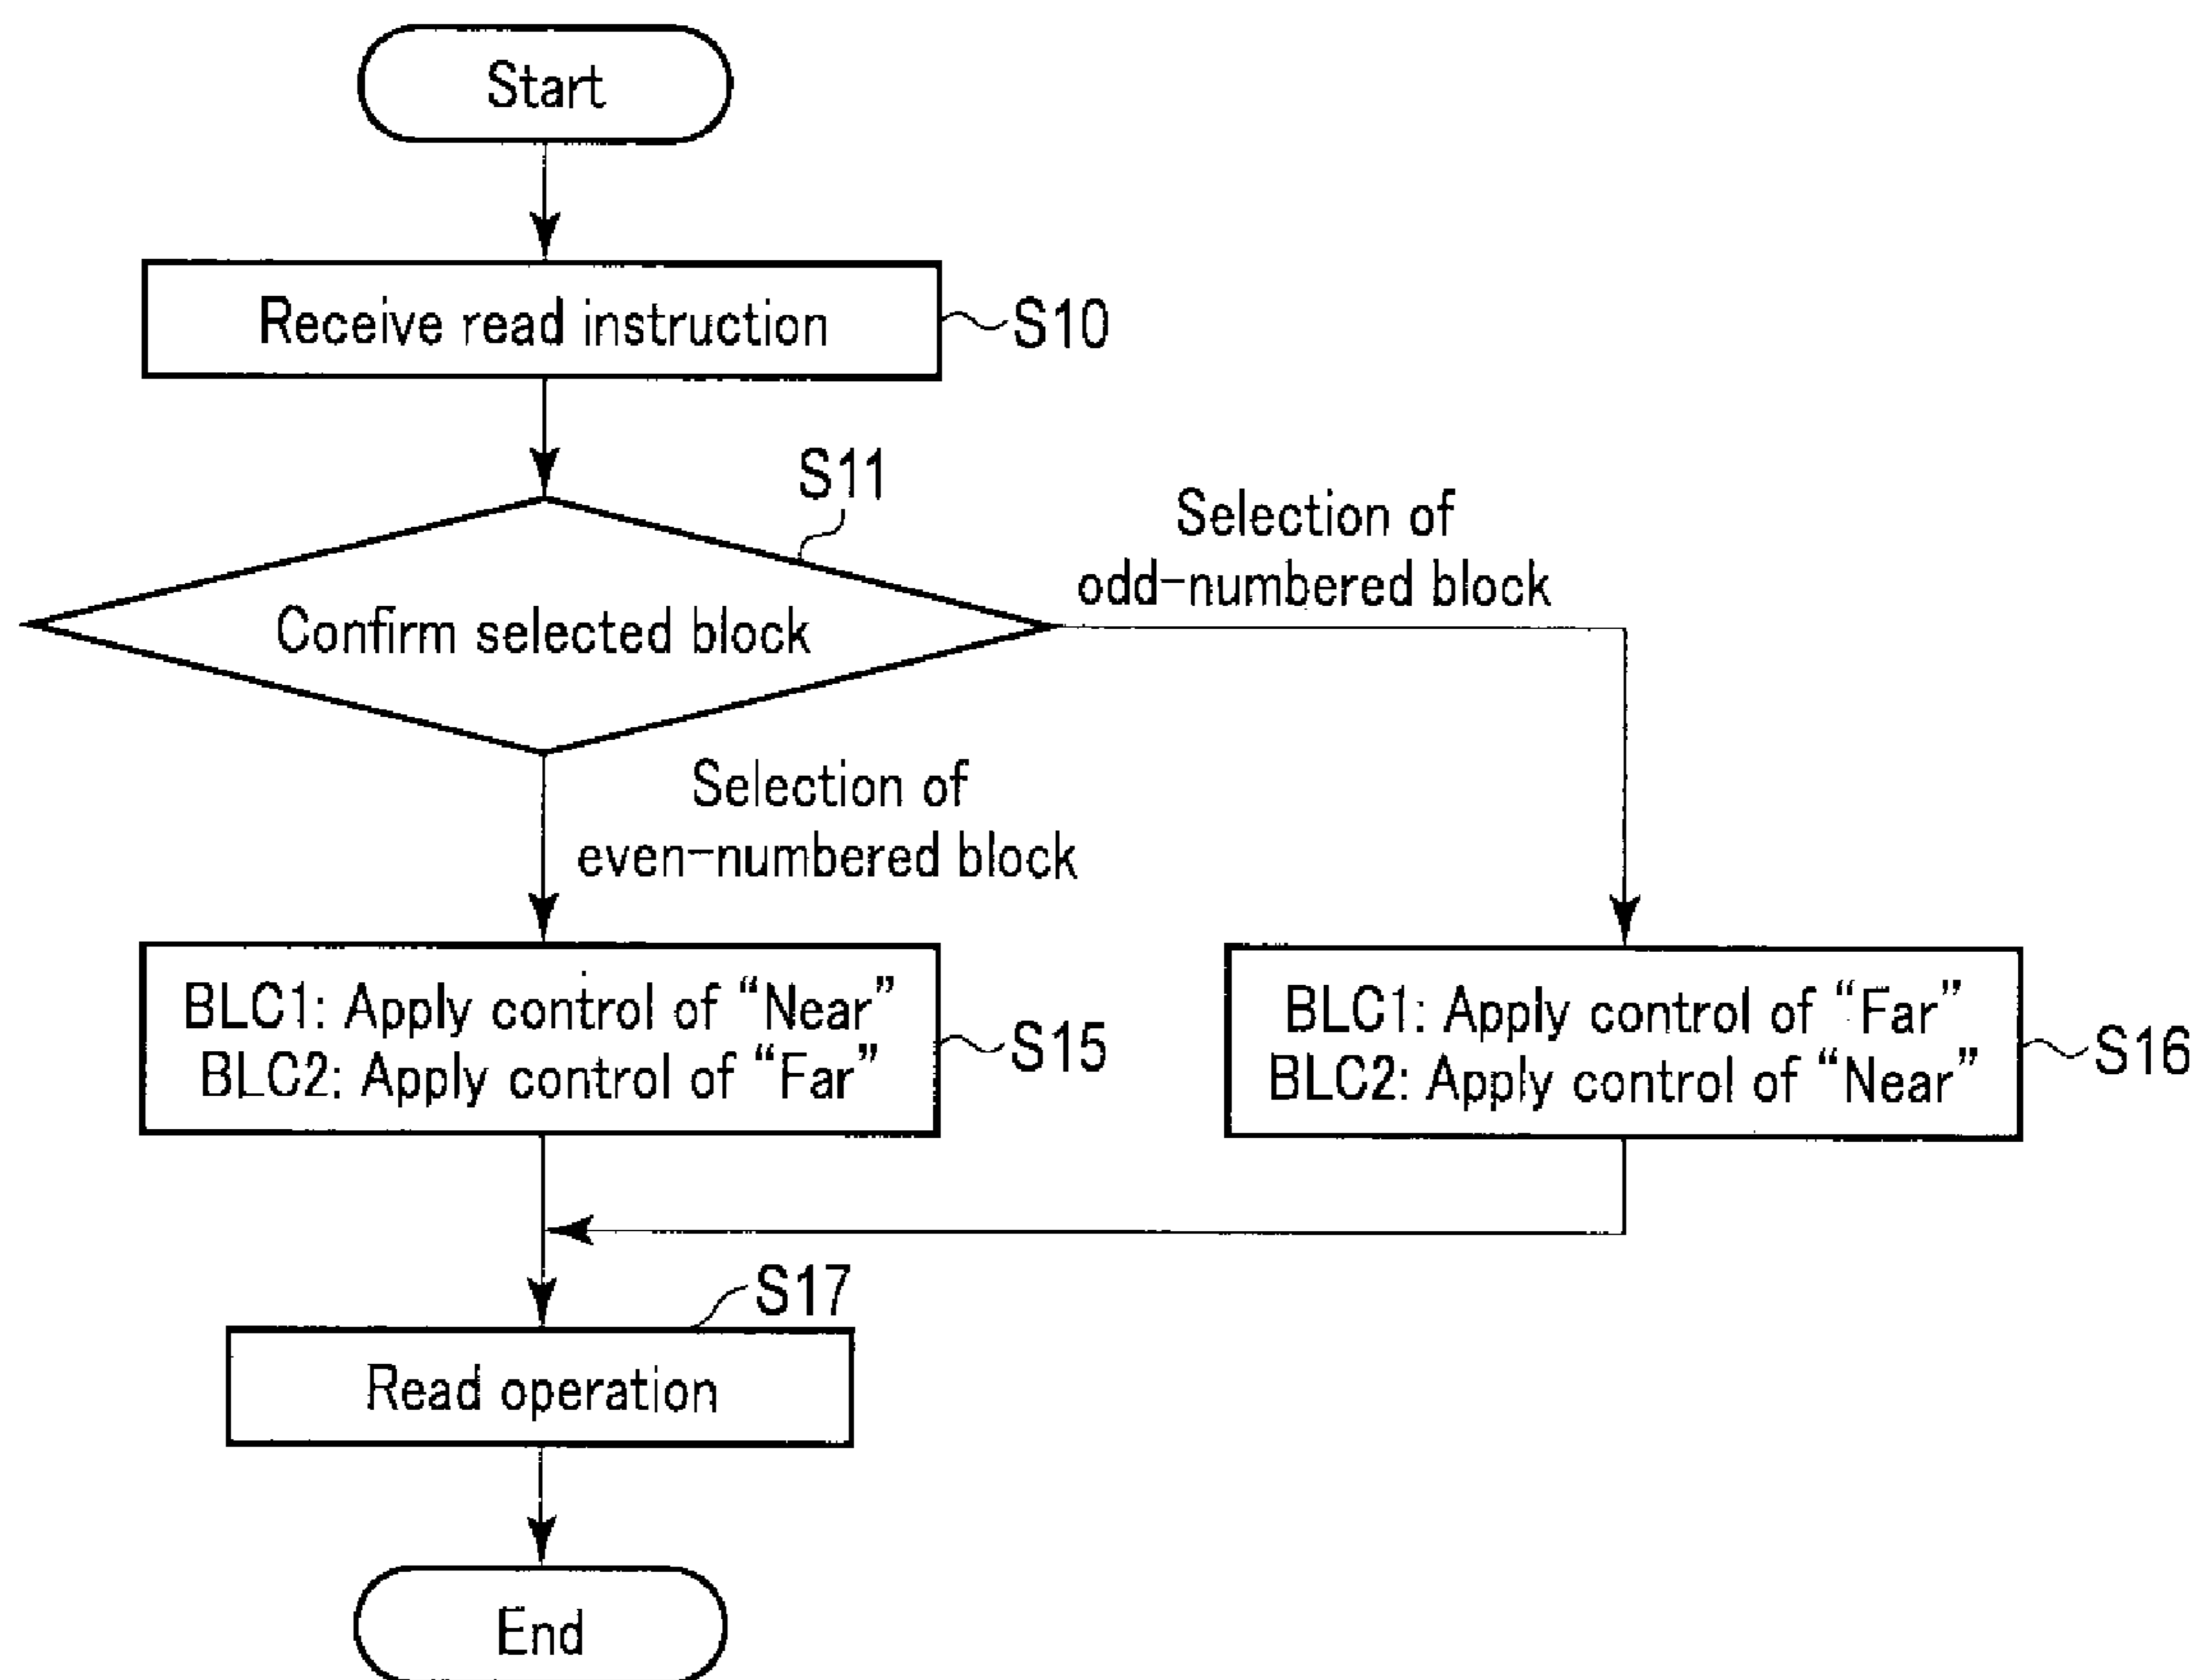 Start
Receive read instruction
S10
S11
Confirm selected block
Selection of
odd-numbered block
Selection of
even-numbered block
BLC1: Apply control of “Near”
BLC2: Apply control of “Far”
S15
BLC1: Apply control of “Far”
BLC2: Apply control of “Near”
S16
S17
Read operation
End